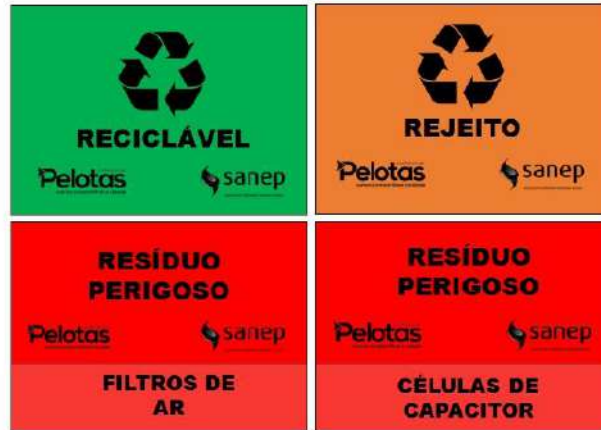 RECICLÁVEL
Pelotas
sanep
REJEITO
Pelotas
sanep
RESÍDUO
PERIGOSO
Pelotas
sanep
FILTROS DE
AR
RESÍDUO
PERIGOSO
Pelotas
sanep
CÉLULAS DE
CAPACITOR